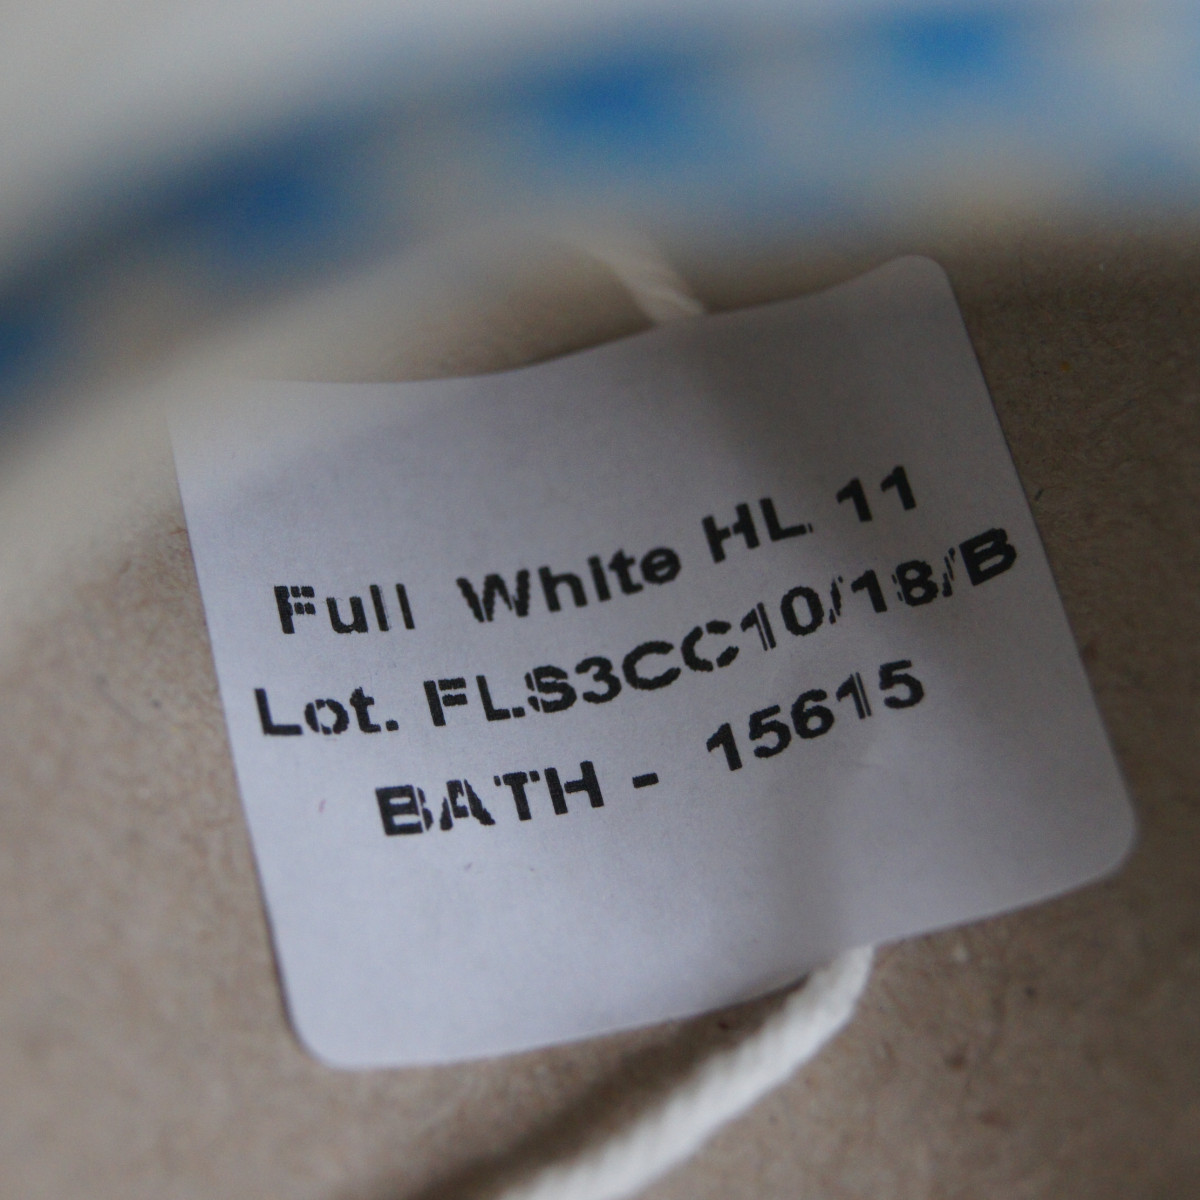 Full White HL 11
Lot. FLS3CC10/18/B
BATH - 15615